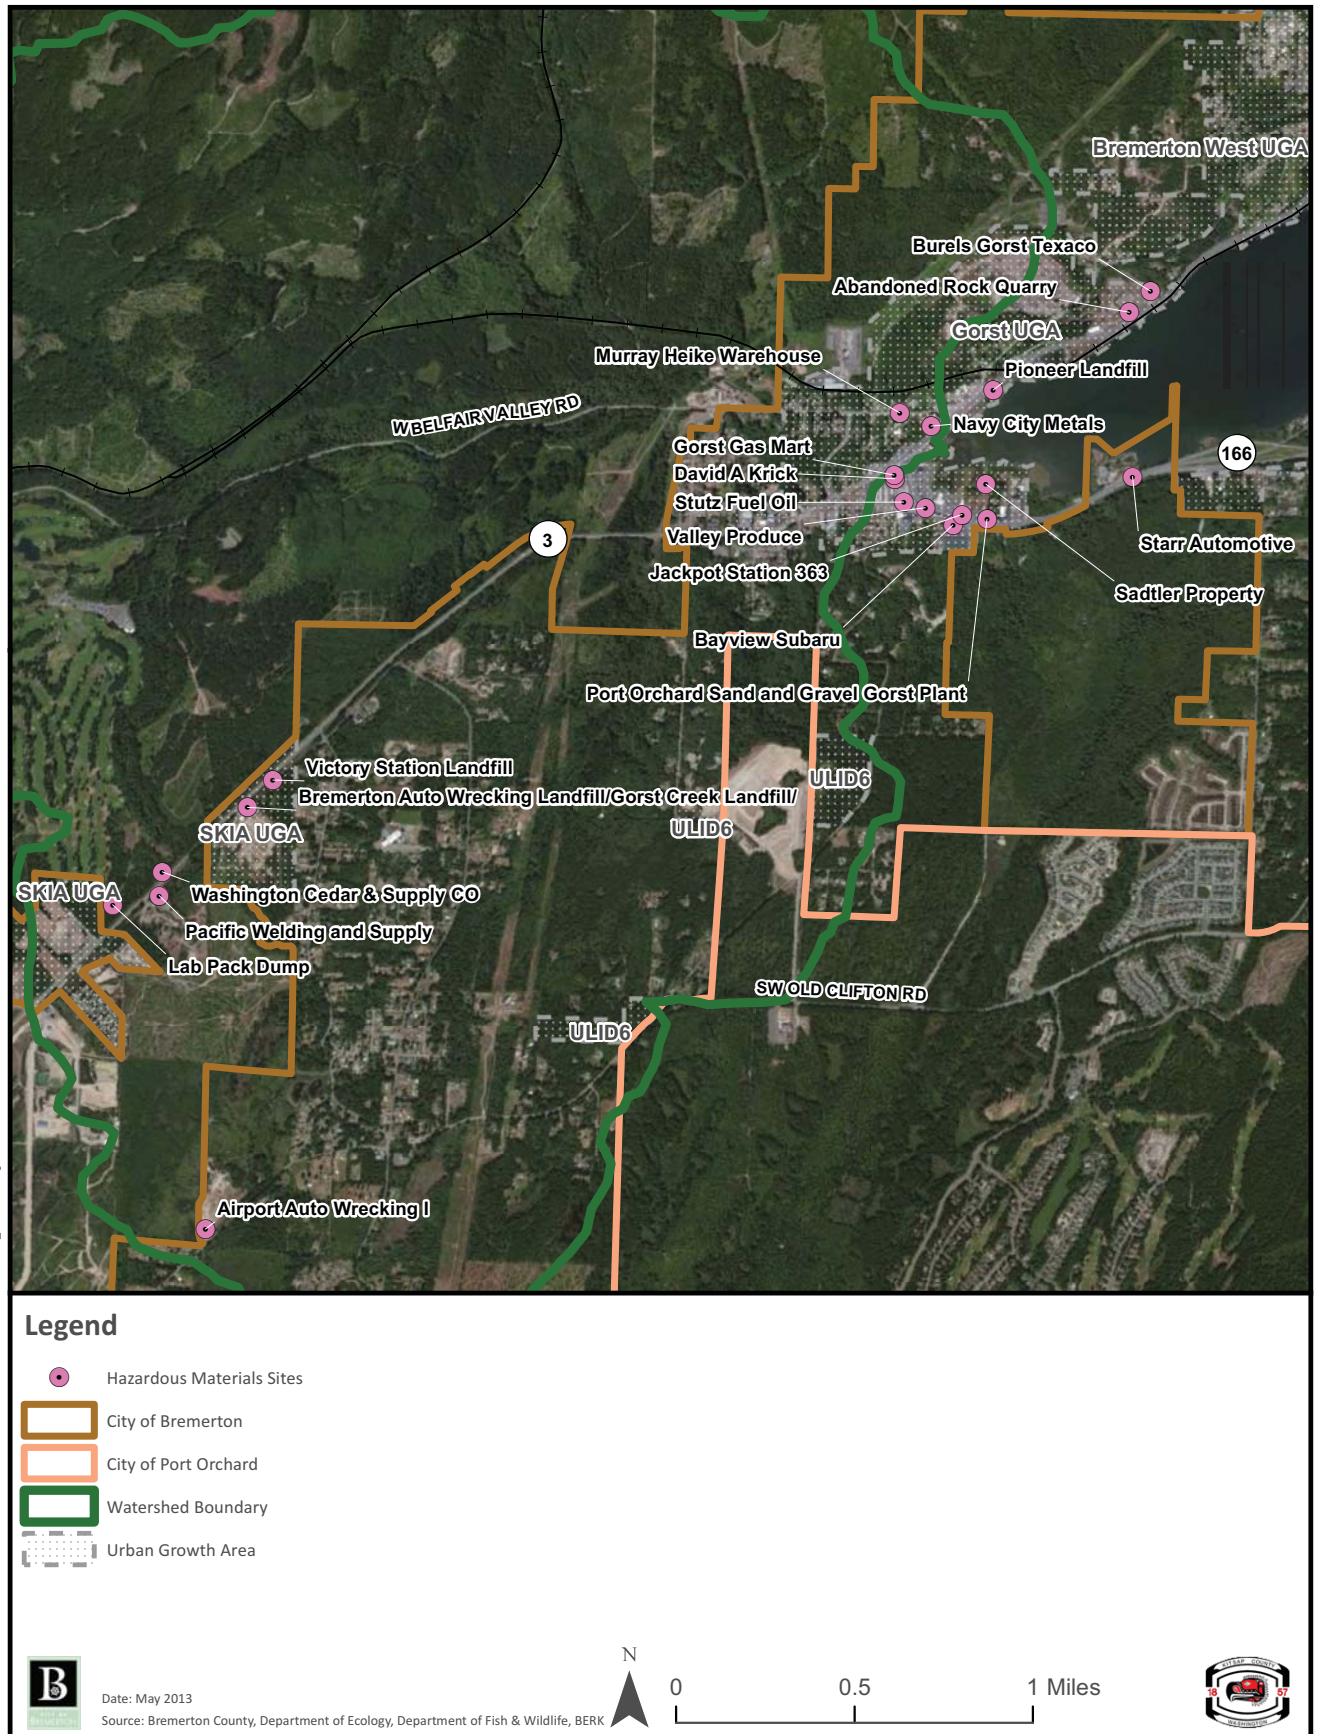 Bremerton West UGA
Burels Gorst Texaco
Abandoned Rock Quarry
Gorst UGA
Murray Heike Warehouse
Pioneer Landfill
W BELFAIR VALLEY RD
Navy City Metals
Gorst Gas Mart
166
David A Krick
Stutz Fuel Oil
Valley Produce
3
Starr Automotive
Jackpot Station 363
Sadtler Property
Bayview Subaru
Port Orchard Sand and Gravel Gorst Plant
Victory Station Landfill
ULID6
Bremerton Auto Wrecking Landfill/Gorst Creek Landfill/
SKIA UGA
ULID6
SKIA UGA
Washington Cedar & Supply CO
Pacific Welding and Supply
Lab Pack Dump
SW OLD CLIFTON RD
ULID6
Airport Auto Wrecking I
Legend
Hazardous Materials Sites
City of Bremerton
City of Port Orchard
Watershed Boundary
Urban Growth Area
B
BREMERTON
Date: May 2013
Source: Bremerton County, Department of Ecology, Department of Fish & Wildlife, BERK
N
0 0.5 1 Miles
KITSAP COUNTY
18 57
WASHINGTON